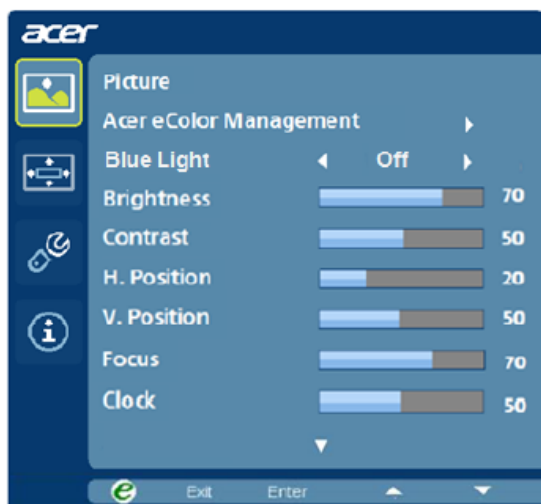 acer
Picture
Acer eColor Management
Blue Light Off
Brightness 70
Contrast 50
H. Position 20
V. Position 50
Focus 70
Clock 50
e Exit Enter